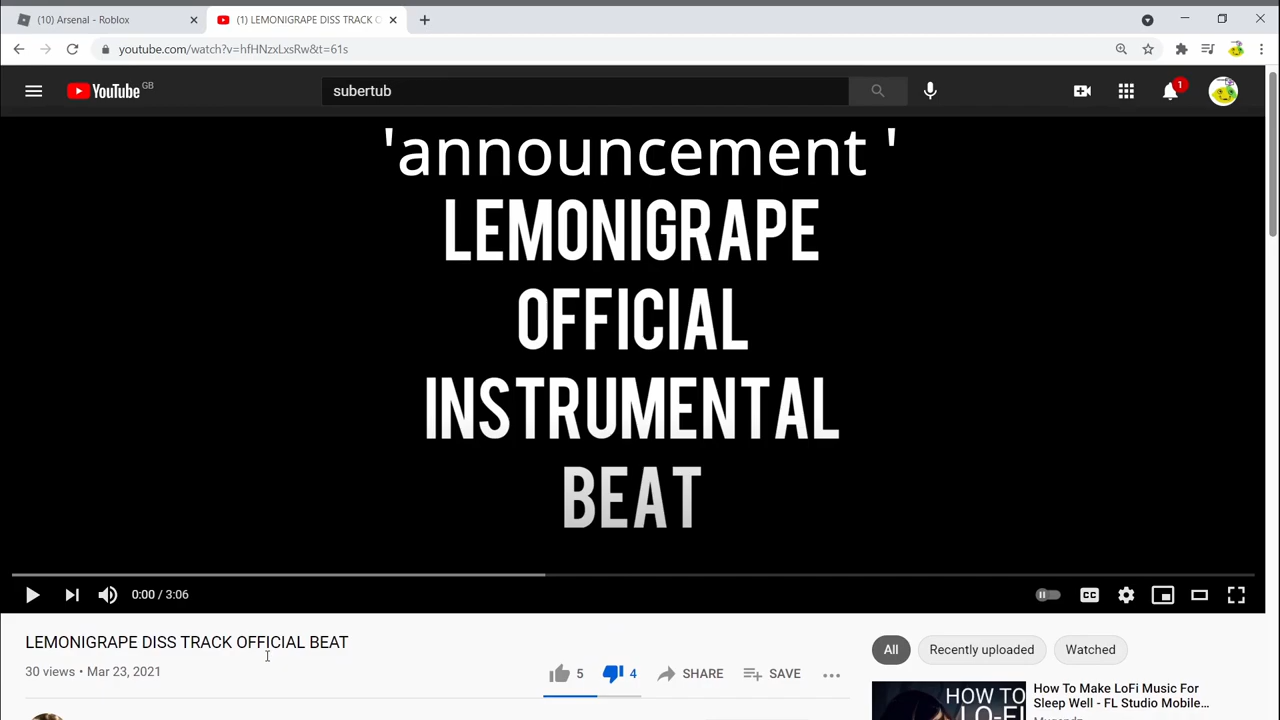 (10) Arsenal - Roblox
(1) LEMONIGRAPE DISS TRACK O
youtube.com/watch?v=hfHNzxLxsRw&t=61s
YouTube GB
subertub
1
'announcement '
LEMONIGRAPE
OFFICIAL
INSTRUMENTAL
BEAT
0:00 / 3:06
CC
LEMONIGRAPE DISS TRACK OFFICIAL BEAT
30 views • Mar 23, 2021
5
4
SHARE
SAVE
All
Recently uploaded
Watched
HOW TO
How To Make LoFi Music For
Sleep Well - FL Studio Mobile...